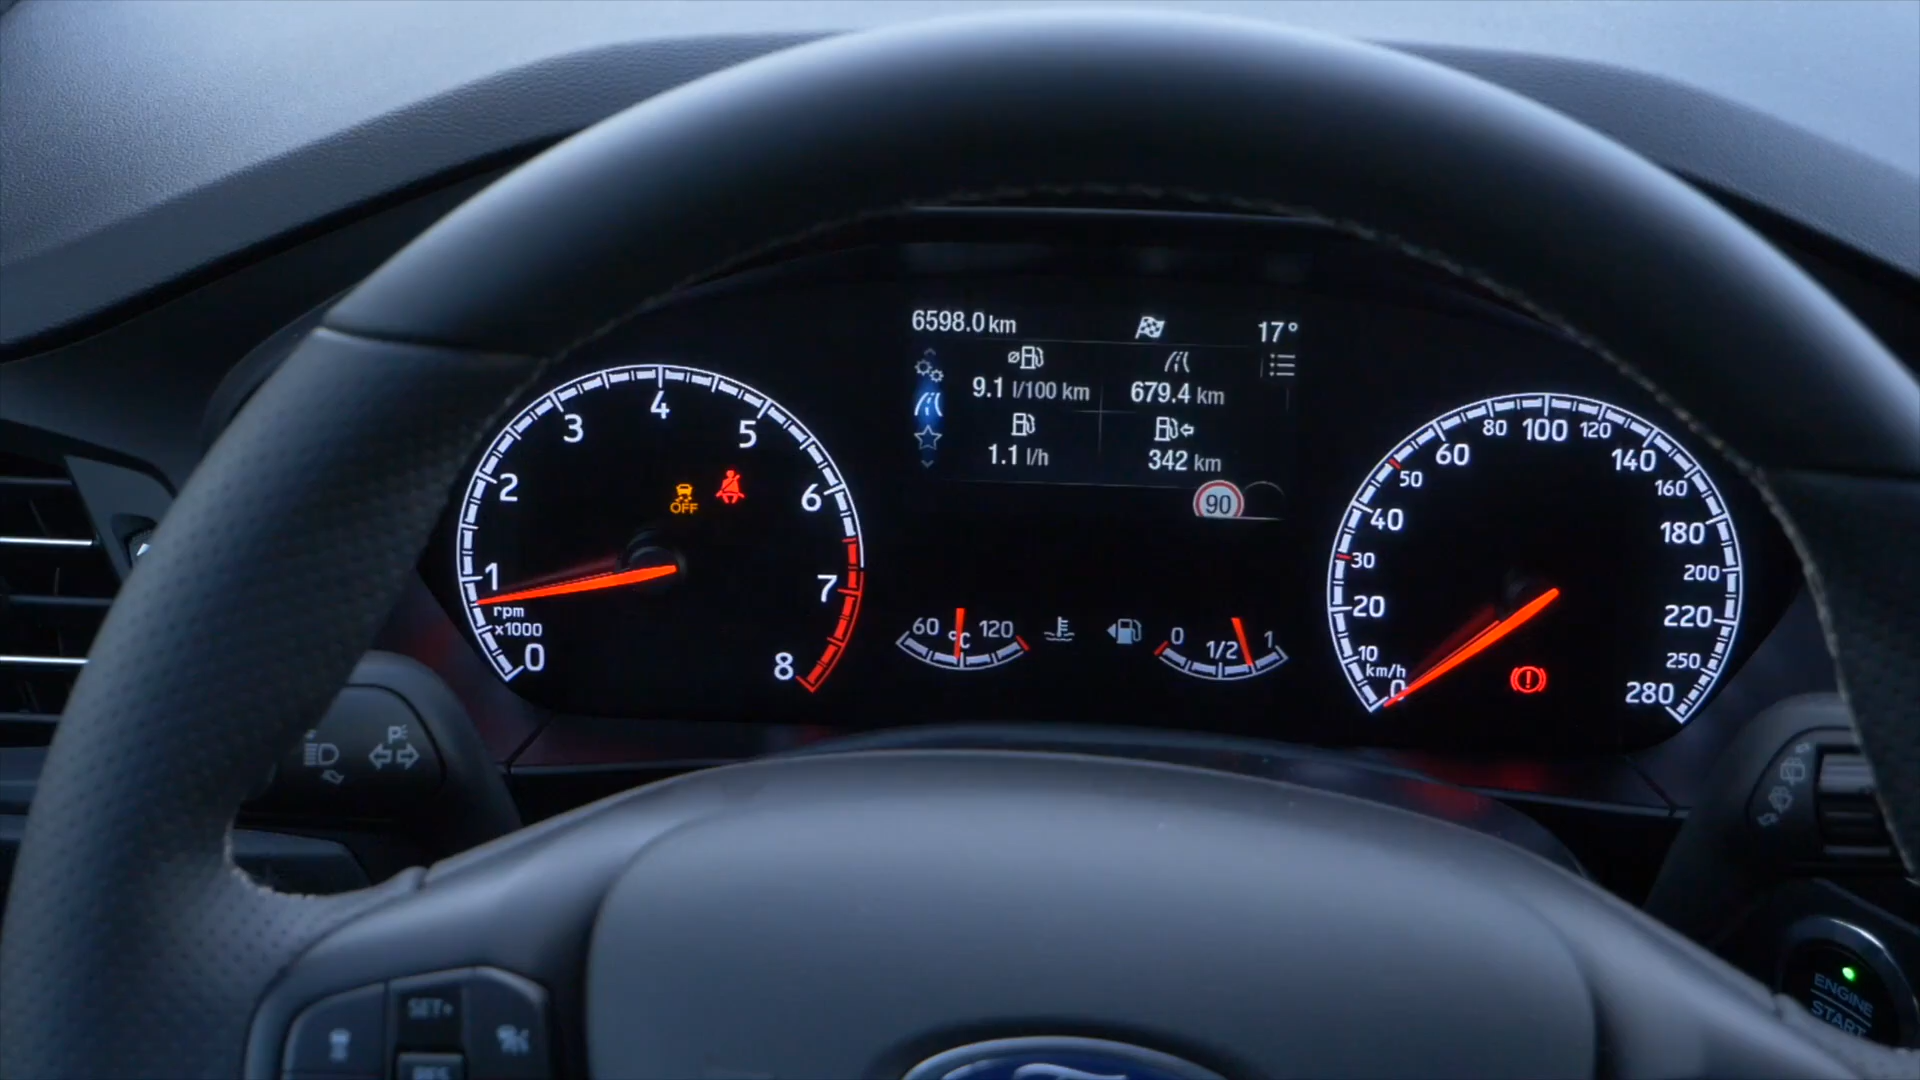 6598.0 km
17°
9.1 l/100 km
679.4 km
1.1 l/h
342 km
90
0
1
2
3
4
5
6
7
8
rpm
x1000
OFF
60
°C
120
0
1/2
1
0
10
20
30
40
50
60
80
100
120
140
160
180
200
220
250
280
km/h
P
SET+
RES
ENGINE
START